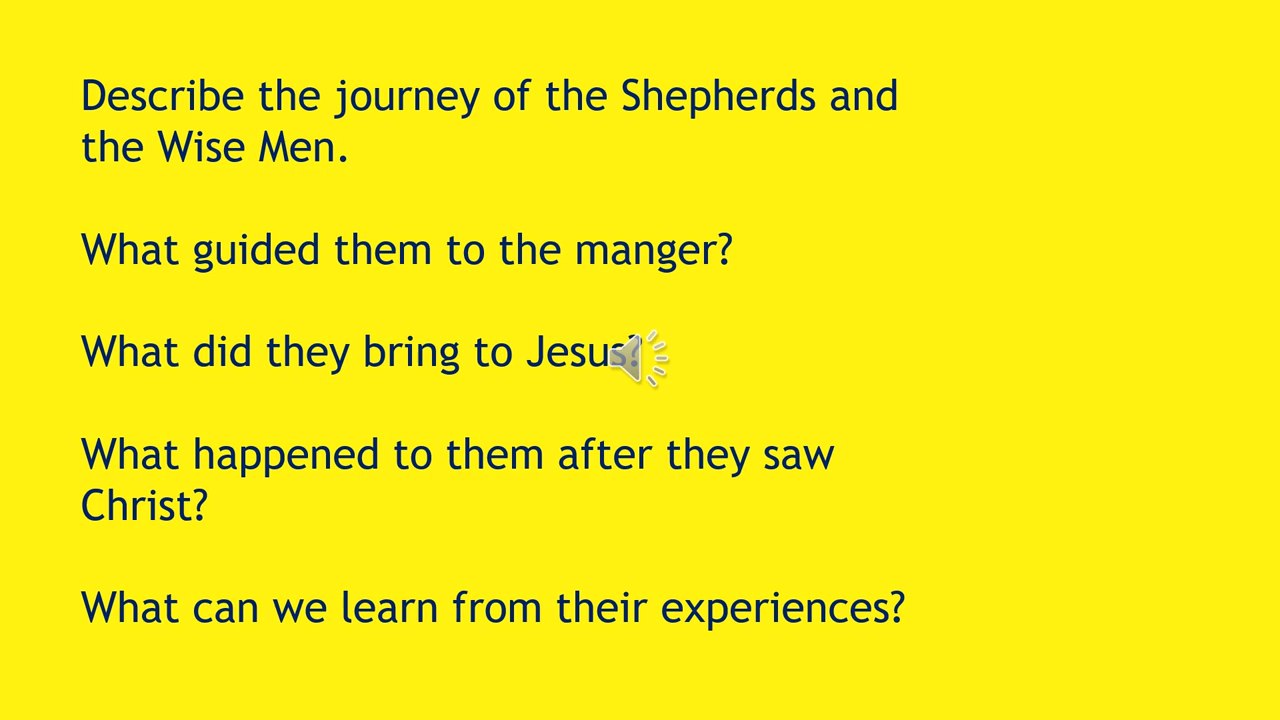 Describe the journey of the Shepherds and
the Wise Men.
What guided them to the manger?
What did they bring to Jesus?
What happened to them after they saw
Christ?
What can we learn from their experiences?